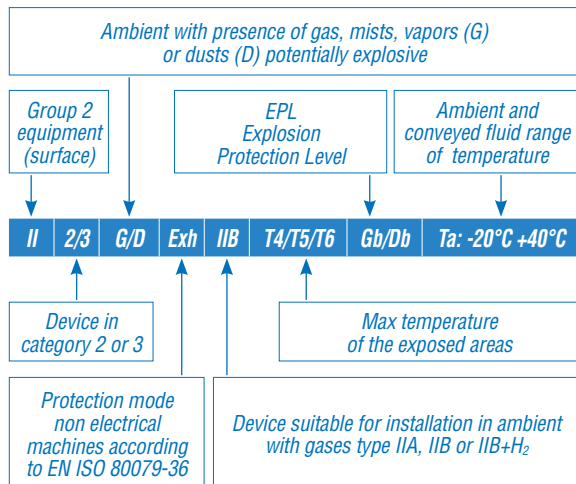 Ambient with presence of gas, mists, vapors (G)
or dusts (D) potentially explosive
Group 2
equipment
(surface)
EPL
Explosion
Protection Level
Ambient and
conveyed fluid range
of temperature
II 2/3 G/D Exh IIB T4/T5/T6 Gb/Db Ta: -20°C +40°C
Device in
category 2 or 3
Max temperature
of the exposed areas
Protection mode
non electrical
machines according
to EN ISO 80079-36
Device suitable for installation in ambient
with gases type IIA, IIB or IIB+H₂